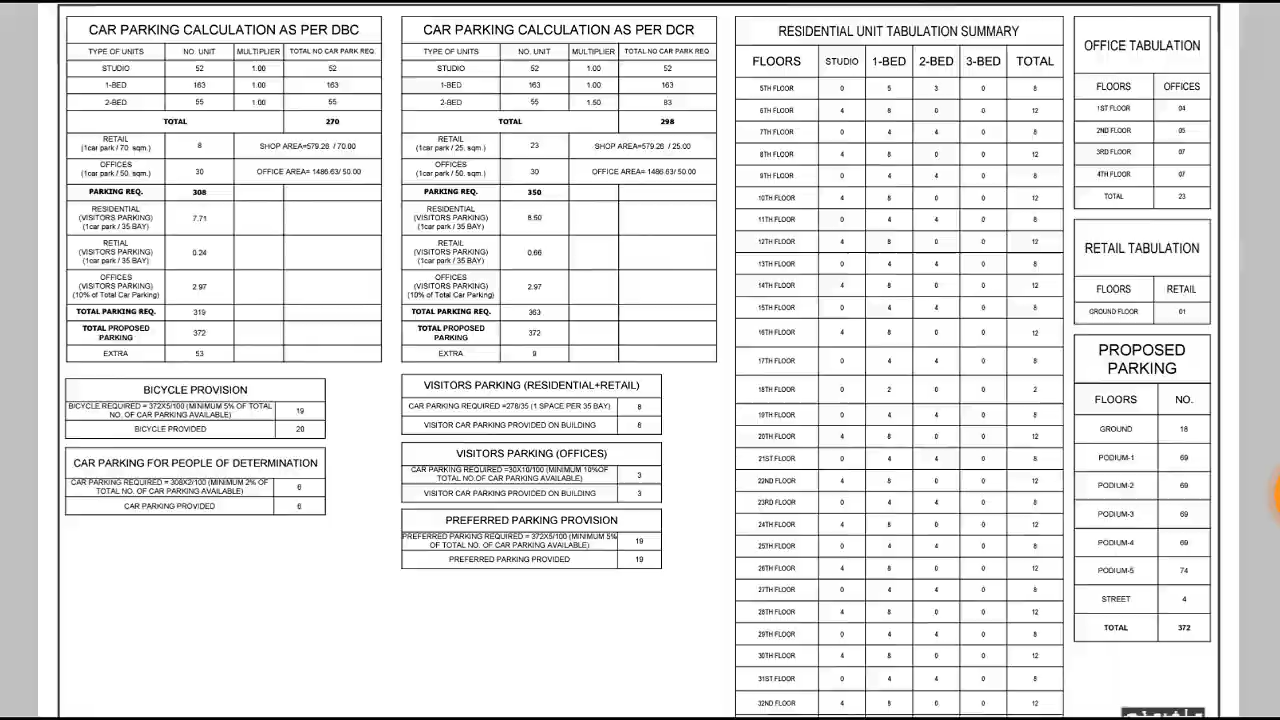 CAR PARKING CALCULATION AS PER DBC
TYPE OF UNITS NO. UNIT MULTIPLIER TOTAL NO CAR PARK REQ.
STUDIO 52 1.00 52
1-BED 163 1.00 163
2-BED 55 1.00 55
TOTAL 270
RETAIL
(1car park / 70 sqm.) 8 SHOP AREA=579.28 / 70.00
OFFICES
(1car park / 50. sqm.) 30 OFFICE AREA= 1486.63/ 50.00
PARKING REQ. 308
RESIDENTIAL
(VISITORS PARKING) 7.71
(1car park / 35 BAY)
RETIAL
(VISITORS PARKING) 0.24
(1car park / 35 BAY)
OFFICES
(VISITORS PARKING) 2.97
(10% of Total Car Parking)
TOTAL PARKING REQ. 319
TOTAL PROPOSED
PARKING 372
EXTRA 53
BICYCLE PROVISION
BICYCLE REQUIRED = 372X5/100 (MINIMUM 5% OF TOTAL
NO. OF CAR PARKING AVAILABLE) 19
BICYCLE PROVIDED 20
CAR PARKING FOR PEOPLE OF DETERMINATION
CAR PARKING REQUIRED = 308X2/100 (MINIMUM 2% OF
TOTAL NO. OF CAR PARKING AVAILABLE) 6
CAR PARKING PROVIDED 6
CAR PARKING CALCULATION AS PER DCR
TYPE OF UNITS NO. UNIT MULTIPLIER TOTAL NO CAR PARK REQ
STUDIO 52 1.00 52
1-BED 163 1.00 163
2-BED 55 1.50 83
TOTAL 298
RETAIL
(1car park / 25. sqm.) 23 SHOP AREA=579.28 / 25.00
OFFICES
(1car park / 50. sqm.) 30 OFFICE AREA= 1486.63/ 50.00
PARKING REQ. 350
RESIDENTIAL
(VISITORS PARKING) 8.50
(1car park / 35 BAY)
RETAIL
(VISITORS PARKING) 0.66
(1car park / 35 BAY)
OFFICES
(VISITORS PARKING) 2.97
(10% of Total Car Parking)
TOTAL PARKING REQ. 363
TOTAL PROPOSED
PARKING 372
EXTRA 9
VISITORS PARKING (RESIDENTIAL+RETAIL)
CAR PARKING REQUIRED =278/35 (1 SPACE PER 35 BAY) 8
VISITOR CAR PARKING PROVIDED ON BUILDING
VISITORS PARKING (OFFICES)
CAR PARKING REQUIRED =30X10/100 (MINIMUM 10%OF
TOTAL NO.OF CAR PARKING AVAILABLE) 3
VISITOR CAR PARKING PROVIDED ON BUILDING 3
PREFERRED PARKING PROVISION
PREFERRED PARKING REQUIRED = 372X5/100 (MINIMUM 5%
OF TOTAL NO. OF CAR PARKING AVAILABLE) 19
PREFERRED PARKING PROVIDED 19
RESIDENTIAL UNIT TABULATION SUMMARY
FLOORS STUDIO 1-BED 2-BED 3-BED TOTAL
5TH FLOOR 0 5 3 0 8
6TH FLOOR 4 8 0 0 12
7TH FLOOR 0 4 4 0 8
8TH FLOOR 4 8 0 0 12
9TH FLOOR 0 4 4 0 8
10TH FLOOR 4 8 0 0 12
11TH FLOOR 0 4 4 0 8
12TH FLOOR 4 8 0 0 12
13TH FLOOR 0 4 4 0 8
14TH FLOOR 4 8 0 0 12
15TH FLOOR 0 4 4 0 8
16TH FLOOR 4 8 0 0 12
17TH FLOOR 0 4 4 0 8
18TH FLOOR 0 2 0 0 2
19TH FLOOR 0 4 4 0 8
20TH FLOOR 4 8 0 0 12
21ST FLOOR 0 4 4 0 8
22ND FLOOR 4 8 0 0 12
23RD FLOOR 0 4 4 0 8
24TH FLOOR 4 8 0 0 12
25TH FLOOR 0 4 4 0 8
26TH FLOOR 4 8 0 0 12
27TH FLOOR 0 4 4 0 8
28TH FLOOR 4 8 0 0 12
29TH FLOOR 0 4 4 0 8
30TH FLOOR 4 8 0 0 12
31ST FLOOR 0 4 4 0 8
32ND FLOOR 4 8 0 0 12
OFFICE TABULATION
FLOORS OFFICES
1ST FLOOR 04
2ND FLOOR 05
3RD FLOOR 07
4TH FLOOR 07
TOTAL 23
RETAIL TABULATION
FLOORS RETAIL
GROUND FLOOR 01
PROPOSED
PARKING
FLOORS NO.
GROUND 18
PODIUM-1 69
PODIUM-2 69
PODIUM-3 69
PODIUM-4 69
PODIUM-5 74
STREET 4
TOTAL 372